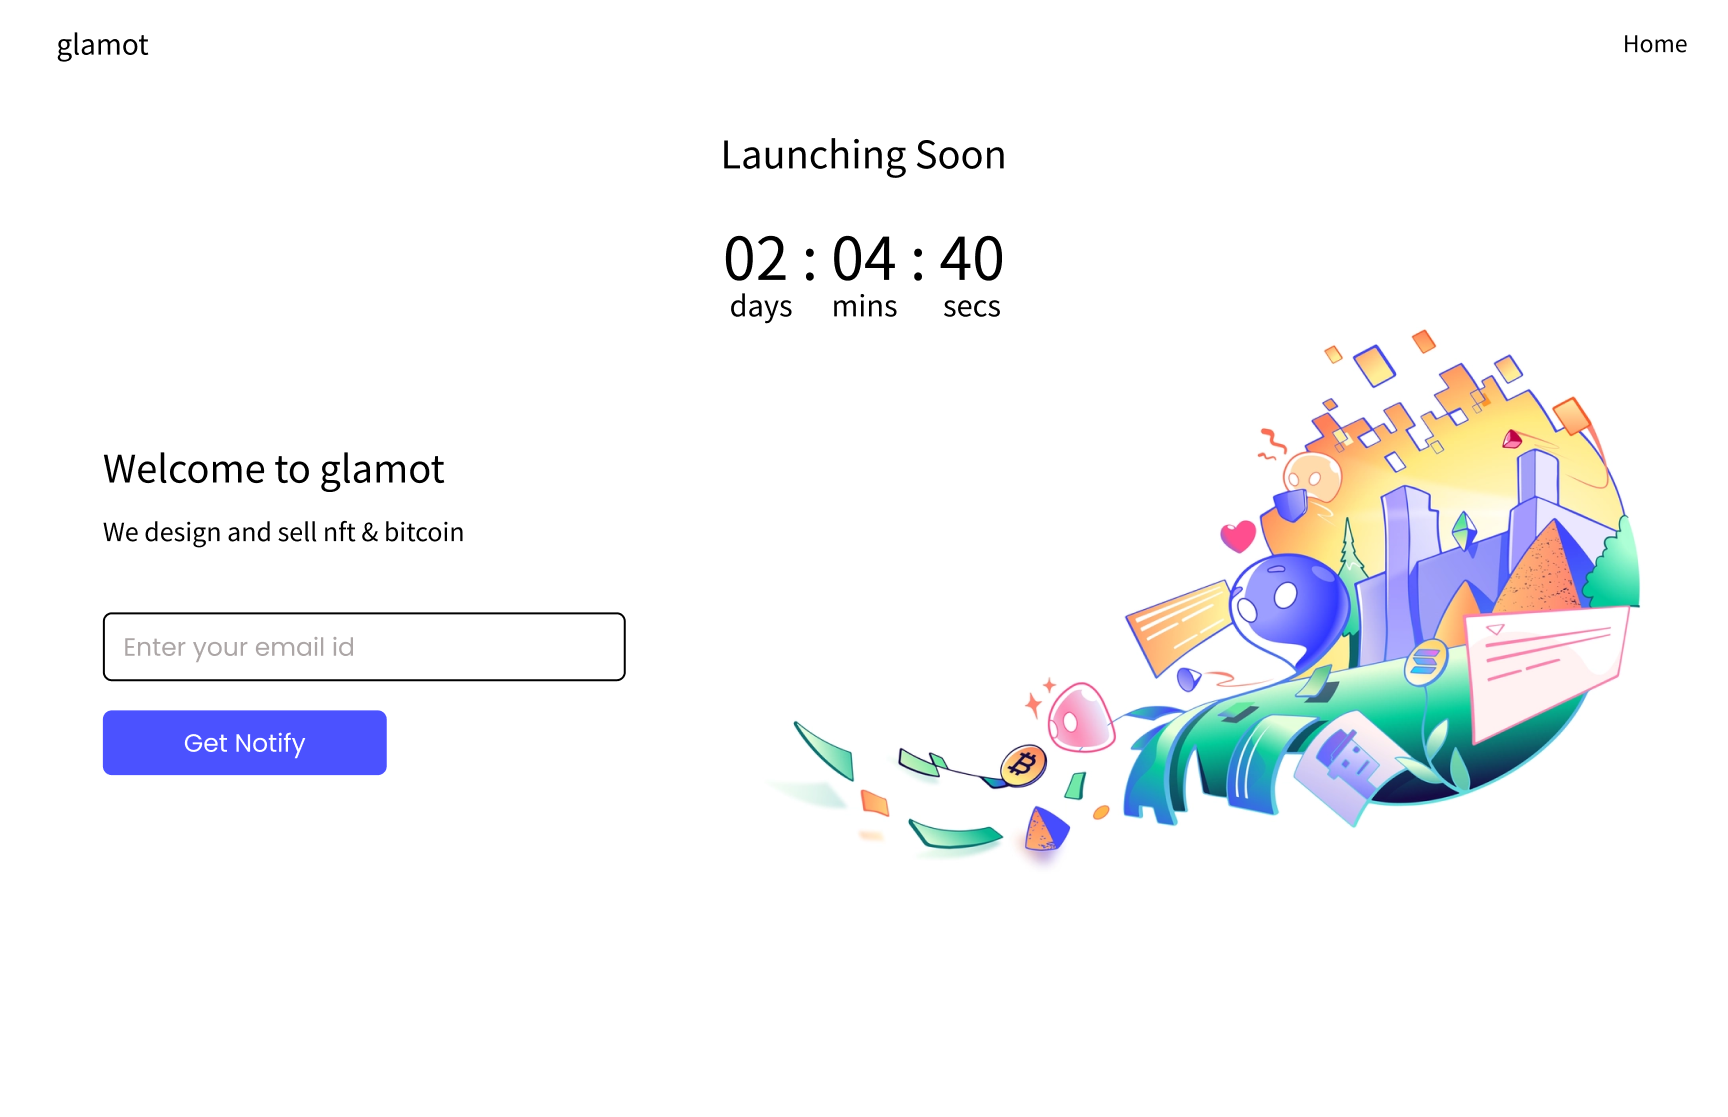 glamot
Home
Launching Soon
02 : 04 : 40
days mins secs
Welcome to glamot
We design and sell nft & bitcoin
Enter your email id
Get Notify